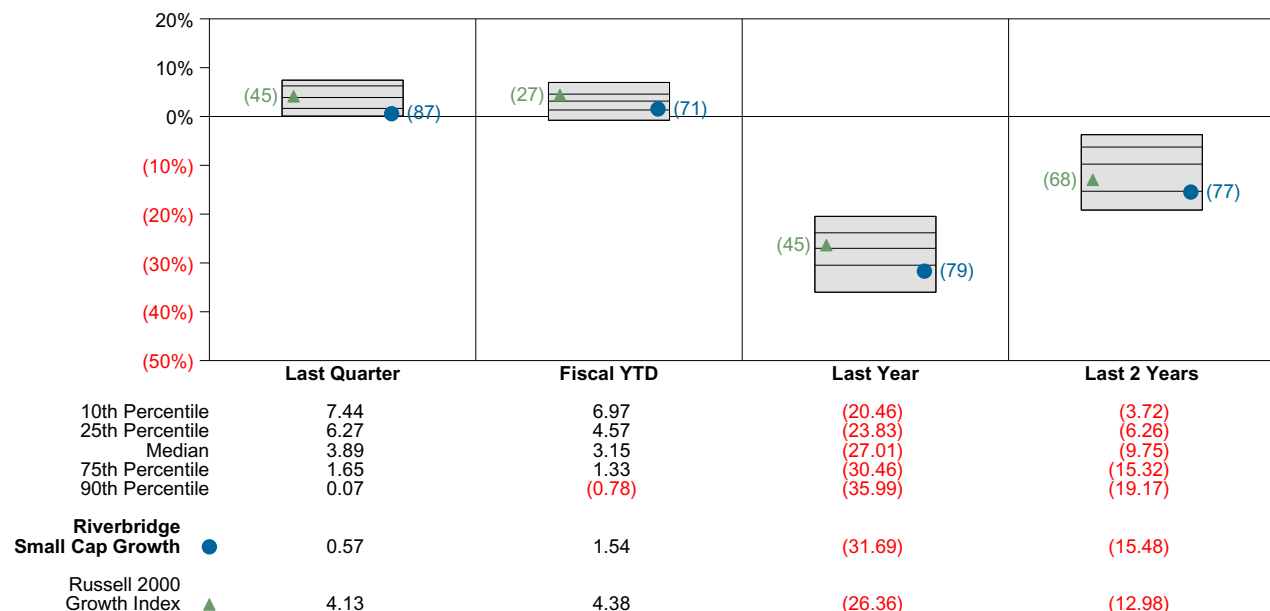 20%
10%
(45)
(87)
(27)
(71)
0%
(10%)
(68)
(77)
(20%)
(45)
(79)
(30%)
(40%)
(50%)
Last Quarter Fiscal YTD Last Year Last 2 Years
10th Percentile 7.44 6.97 (20.46) (3.72)
25th Percentile 6.27 4.57 (23.83) (6.26)
Median 3.89 3.15 (27.01) (9.75)
75th Percentile 1.65 1.33 (30.46) (15.32)
90th Percentile 0.07 (0.78) (35.99) (19.17)
Riverbridge
Small Cap Growth 0.57 1.54 (31.69) (15.48)
Russell 2000
Growth Index 4.13 4.38 (26.36) (12.98)